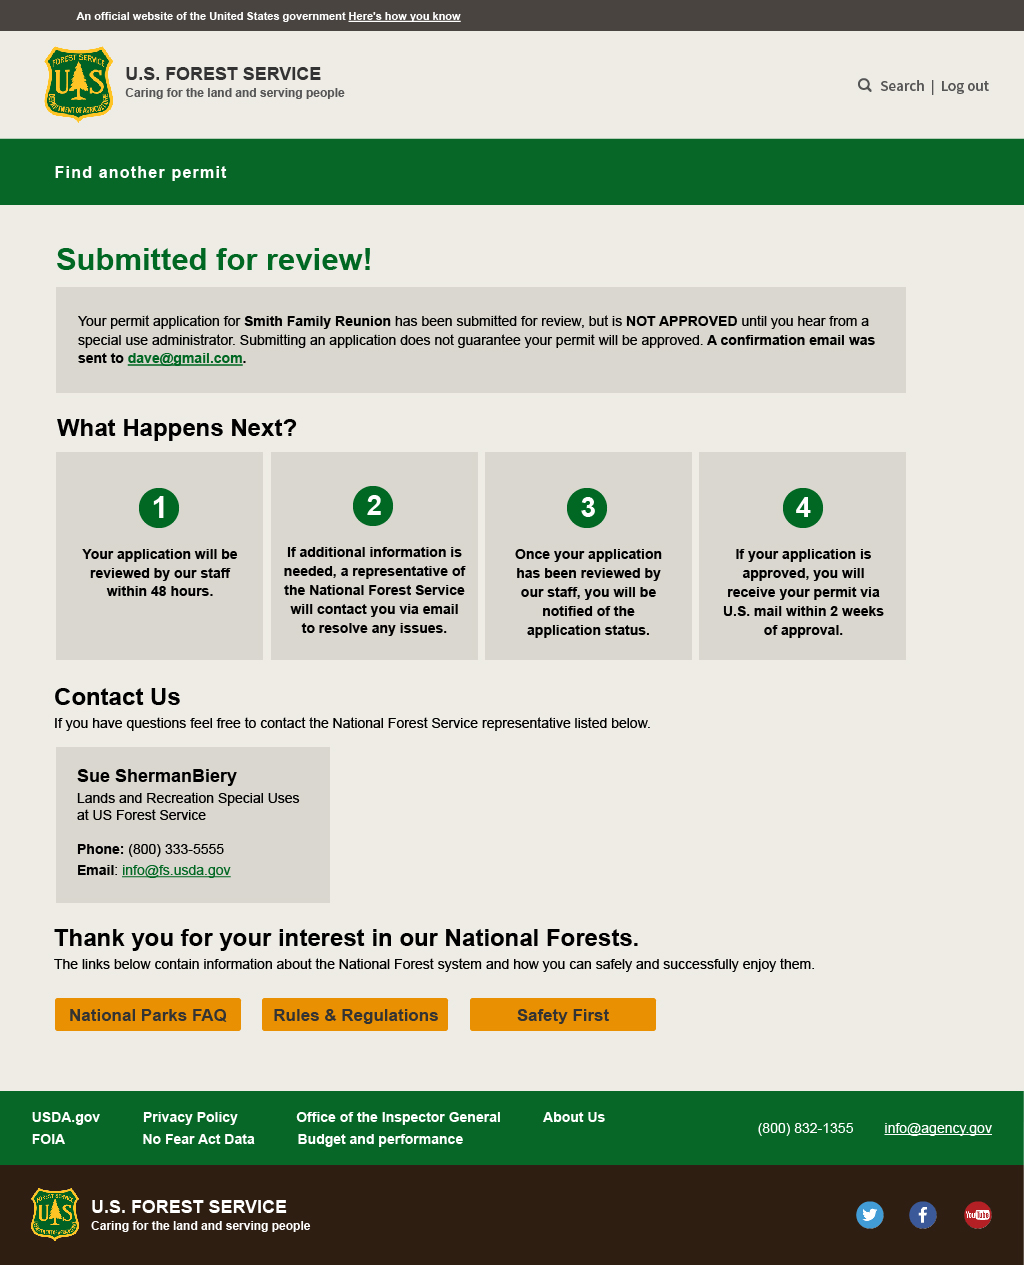 An official website of the United States government Here's how you know
FOREST SERVICE
U S
DEPARTMENT OF AGRICULTURE
U.S. FOREST SERVICE
Caring for the land and serving people
Search | Log out
Find another permit
Submitted for review!
Your permit application for Smith Family Reunion has been submitted for review, but is NOT APPROVED until you hear from a
special use administrator. Submitting an application does not guarantee your permit will be approved. A confirmation email was
sent to dave@gmail.com.
What Happens Next?
1
Your application will be
reviewed by our staff
within 48 hours.
2
If additional information is
needed, a representative of
the National Forest Service
will contact you via email
to resolve any issues.
3
Once your application
has been reviewed by
our staff, you will be
notified of the
application status.
4
If your application is
approved, you will
receive your permit via
U.S. mail within 2 weeks
of approval.
Contact Us
If you have questions feel free to contact the National Forest Service representative listed below.
Sue ShermanBiery
Lands and Recreation Special Uses
at US Forest Service
Phone: (800) 333-5555
Email: info@fs.usda.gov
Thank you for your interest in our National Forests.
The links below contain information about the National Forest system and how you can safely and successfully enjoy them.
National Parks FAQ
Rules & Regulations
Safety First
USDA.gov Privacy Policy Office of the Inspector General About Us
FOIA No Fear Act Data Budget and performance
(800) 832-1355 info@agency.gov
FOREST SERVICE
U S
U.S. FOREST SERVICE
Caring for the land and serving people
YouTube